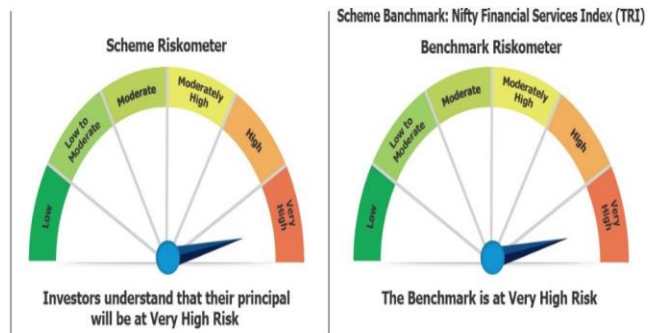 Scheme Banchmark: Nifty Financial Services Index (TRI)
Scheme Riskometer
Low
Low to
Moderate
Moderate
Moderately
High
High
Very
High
Investors understand that their principal
will be at Very High Risk
Benchmark Riskometer
Low
Low to
Moderate
Moderate
Moderately
High
High
Very
High
The Benchmark is at Very High Risk